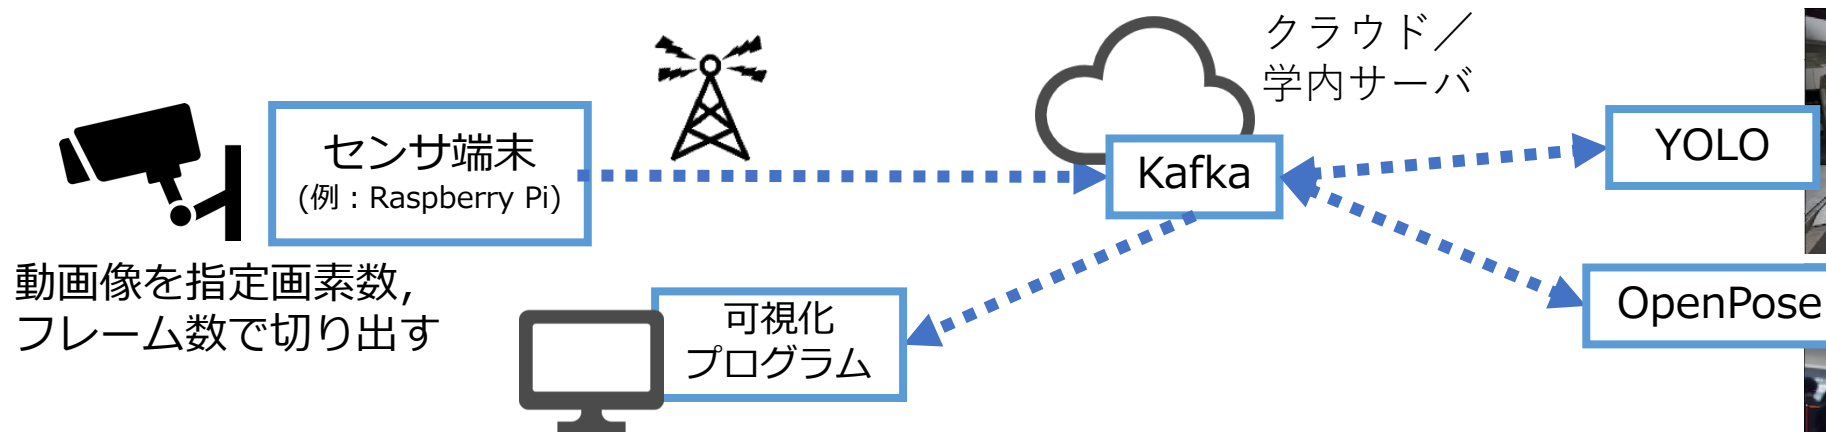 クラウド／
学内サーバ
センサ端末
(例：Raspberry Pi)
Kafka
YOLO
動画像を指定画素数,
フレーム数で切り出す
可視化
プログラム
OpenPose